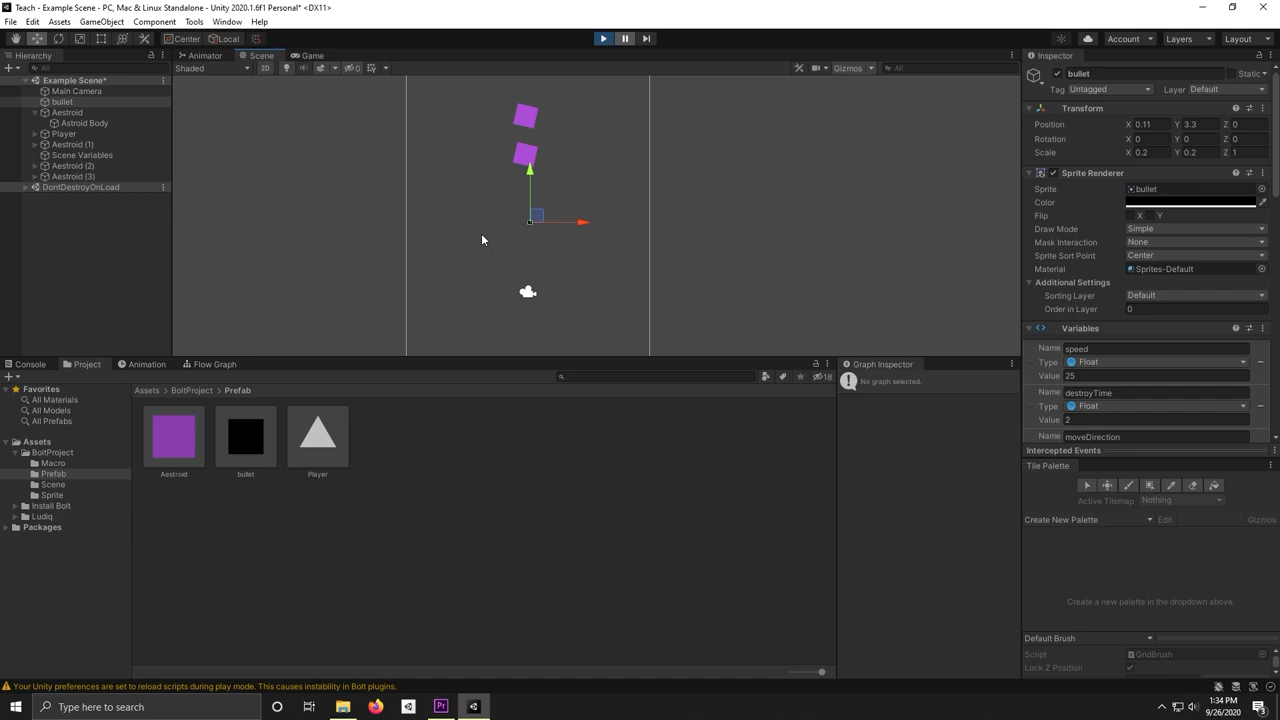 Teach - Example Scene - PC, Mac & Linux Standalone - Unity 2020.1.6f1 Personal* <DX11>
File Edit Assets GameObject Component Tools Window Help
Center Local Account Layers Layout
Hierarchy
All
Example Scene*
Main Camera
bullet
Aestroid
Astroid Body
Player
Aestroid (1)
Scene Variables
Aestroid (2)
Aestroid (3)
DontDestroyOnLoad
Animator Scene Game
Shaded 2D 0 Gizmos All
Inspector
bullet Static
Tag Untagged Layer Default
Transform
Position X 0.11 Y 3.3 Z 0
Rotation X 0 Y 0 Z 0
Scale X 0.2 Y 0.2 Z 1
Sprite Renderer
Sprite bullet
Color
Flip X Y
Draw Mode Simple
Mask Interaction None
Sprite Sort Point Center
Material Sprites-Default
Additional Settings
Sorting Layer Default
Order in Layer 0
Variables
Name speed
Type Float
Value 25
Name destroyTime
Type Float
Value 2
Name moveDirection
Intercepted Events
Tile Palette
Active Tilemap Nothing
Create New Palette Edit Gizmos
Create a new palette in the dropdown above.
Default Brush
Script GridBrush
Lock Z Position
Console Project Animation Flow Graph
18
Favorites
All Materials
All Models
All Prefabs
Assets
BoltProject
Macro
Prefab
Scene
Sprite
Install Bolt
Ludiq
Packages
Assets > BoltProject > Prefab
Aestroid bullet Player
Graph Inspector
No graph selected.
Your Unity preferences are set to reload scripts during play mode. This causes instability in Bolt plugins.
Type here to search
1:34 PM
9/26/2020
3